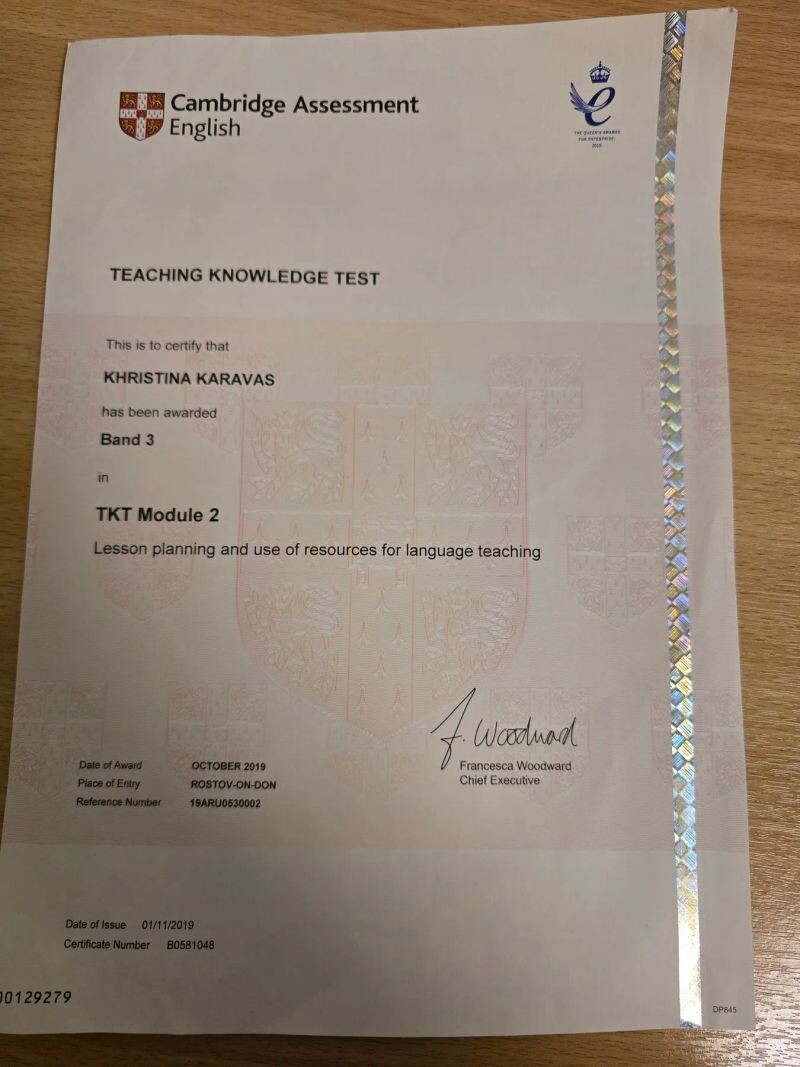 Cambridge Assessment
English
THE QUEEN'S AWARDS
FOR ENTERPRISE:
2015
TEACHING KNOWLEDGE TEST
This is to certify that
KHRISTINA KARAVAS
has been awarded
Band 3
in
TKT Module 2
Lesson planning and use of resources for language teaching
F. Woodward
Francesca Woodward
Chief Executive
Date of Award OCTOBER 2019
Place of Entry ROSTOV-ON-DON
Reference Number 19ARU0530002
Date of Issue 01/11/2019
Certificate Number B0581048
00129279
DP845